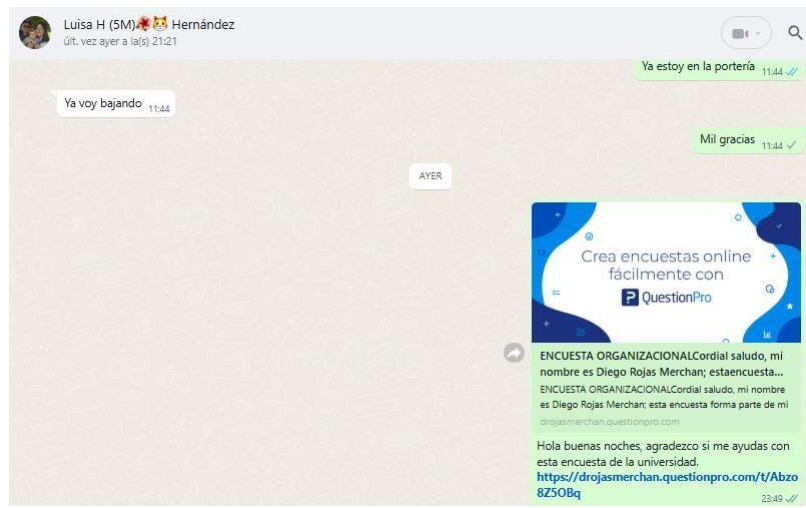 Luisa H (5M)🌺🐱 Hernández
últ. vez ayer a la(s) 21:21
Ya estoy en la portería 11:44
Ya voy bajando 11:44
Mil gracias 11:44
AYER
Crea encuestas online
fácilmente con
QuestionPro
ENCUESTA ORGANIZACIONALCordial saludo, mi
nombre es Diego Rojas Merchan; estaencuesta...
ENCUESTA ORGANIZACIONALCordial saludo, mi nombre
es Diego Rojas Merchan; esta encuesta forma parte de mi
drojasmerchan.questionpro.com
Hola buenas noches, agradezco si me ayudas con
esta encuesta de la universidad.
https://drojasmerchan.questionpro.com/t/Abzo
8Z5OBq
23:49